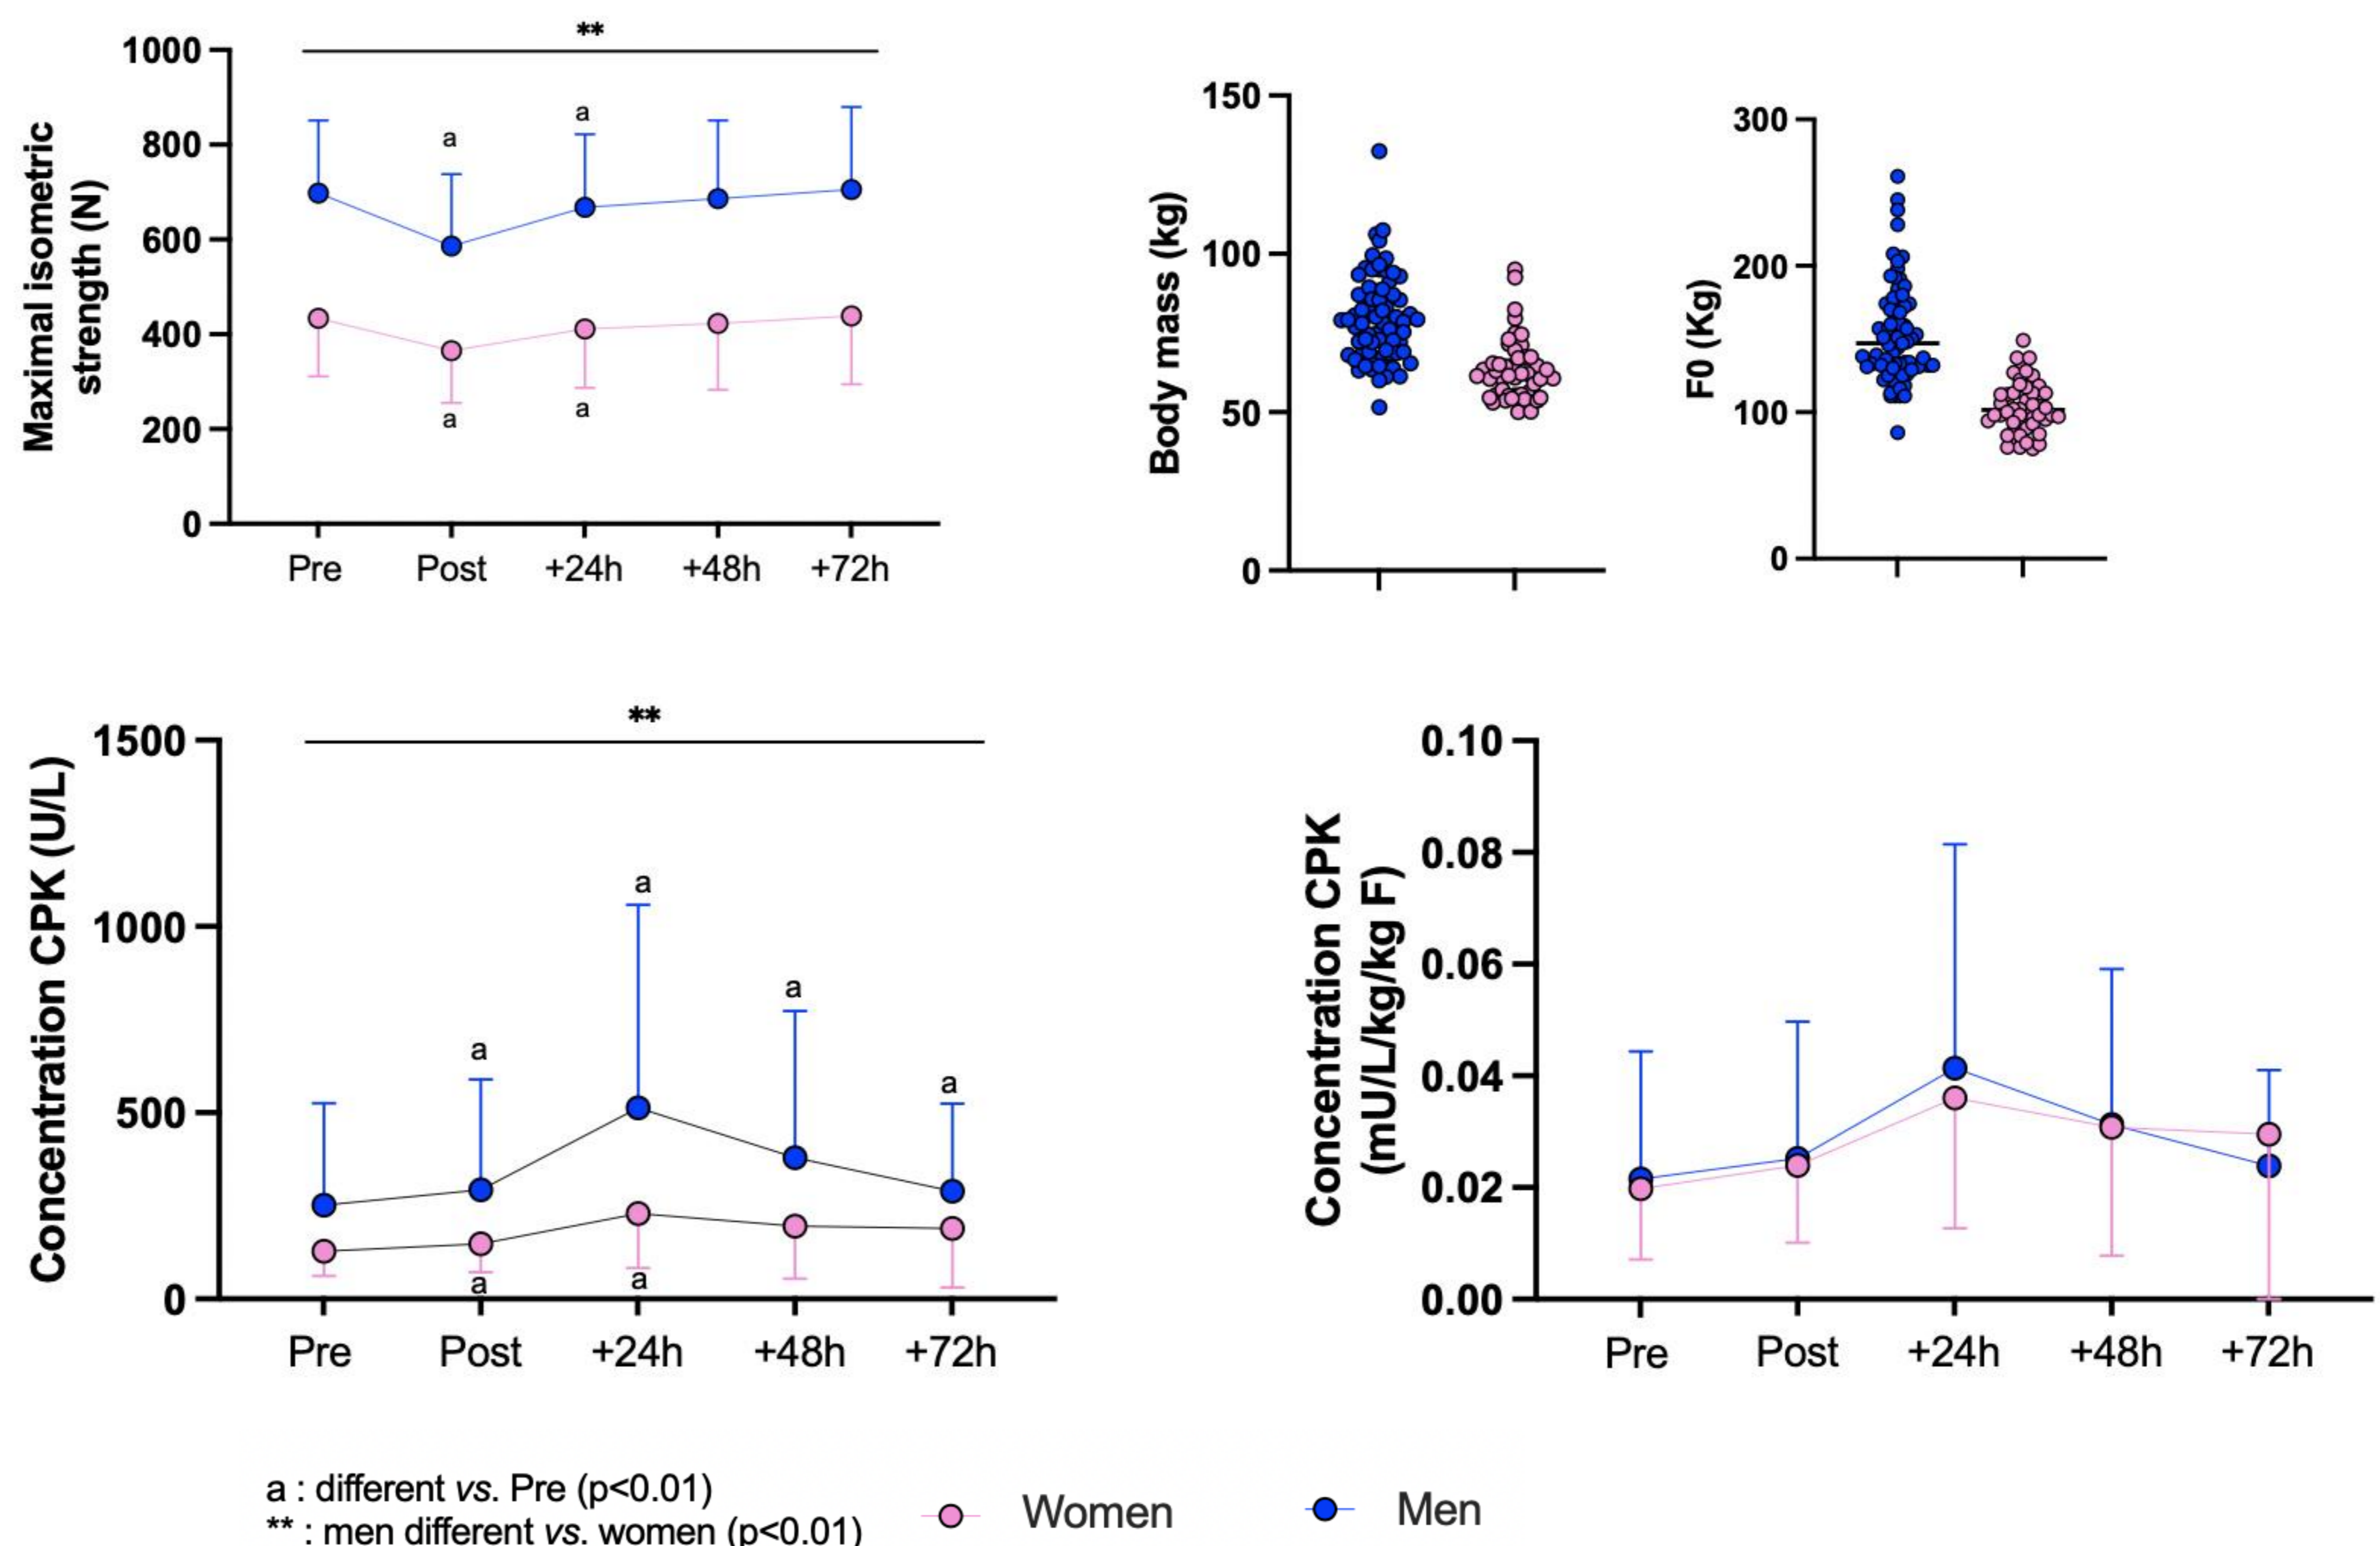 **
1000
800
600
400
200
0
Maximal isometric
strength (N)
a
a
a
a
Pre Post +24h +48h +72h
150
100
50
0
Body mass (kg)
300
200
100
0
F0 (Kg)
**
1500
1000
500
0
Concentration CPK (U/L)
a
a
a
a
a
a
Pre Post +24h +48h +72h
0.10
0.08
0.06
0.04
0.02
0.00
Concentration CPK
(mU/L/kg/kg F)
Pre Post +24h +48h +72h
a : different vs. Pre (p<0.01)
** : men different vs. women (p<0.01)
Women
Men